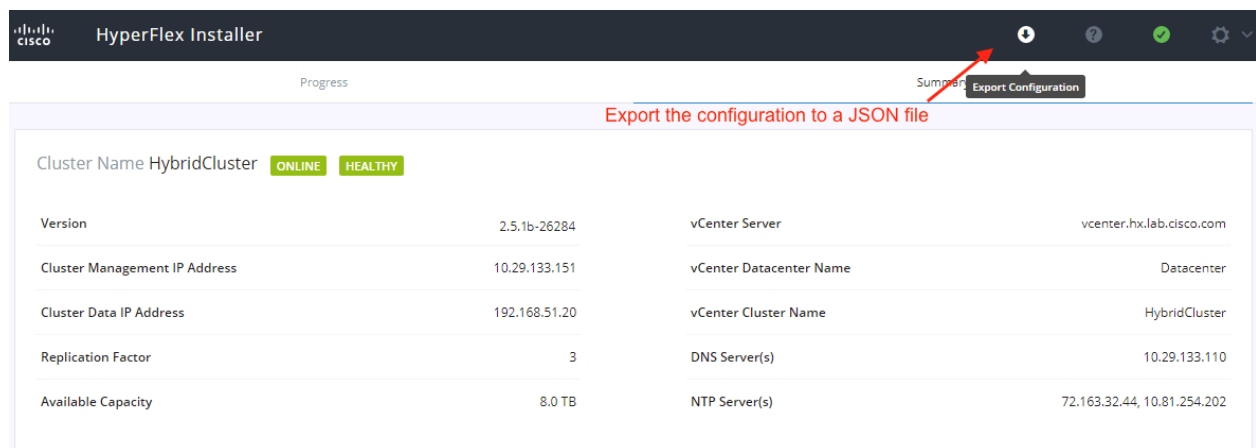 cisco HyperFlex Installer
Progress Summary
Export Configuration
Export the configuration to a JSON file
Cluster Name HybridCluster ONLINE HEALTHY
Version 2.5.1b-26284 vCenter Server vcenter.hx.lab.cisco.com
Cluster Management IP Address 10.29.133.151 vCenter Datacenter Name Datacenter
Cluster Data IP Address 192.168.51.20 vCenter Cluster Name HybridCluster
Replication Factor 3 DNS Server(s) 10.29.133.110
Available Capacity 8.0 TB NTP Server(s) 72.163.32.44, 10.81.254.202